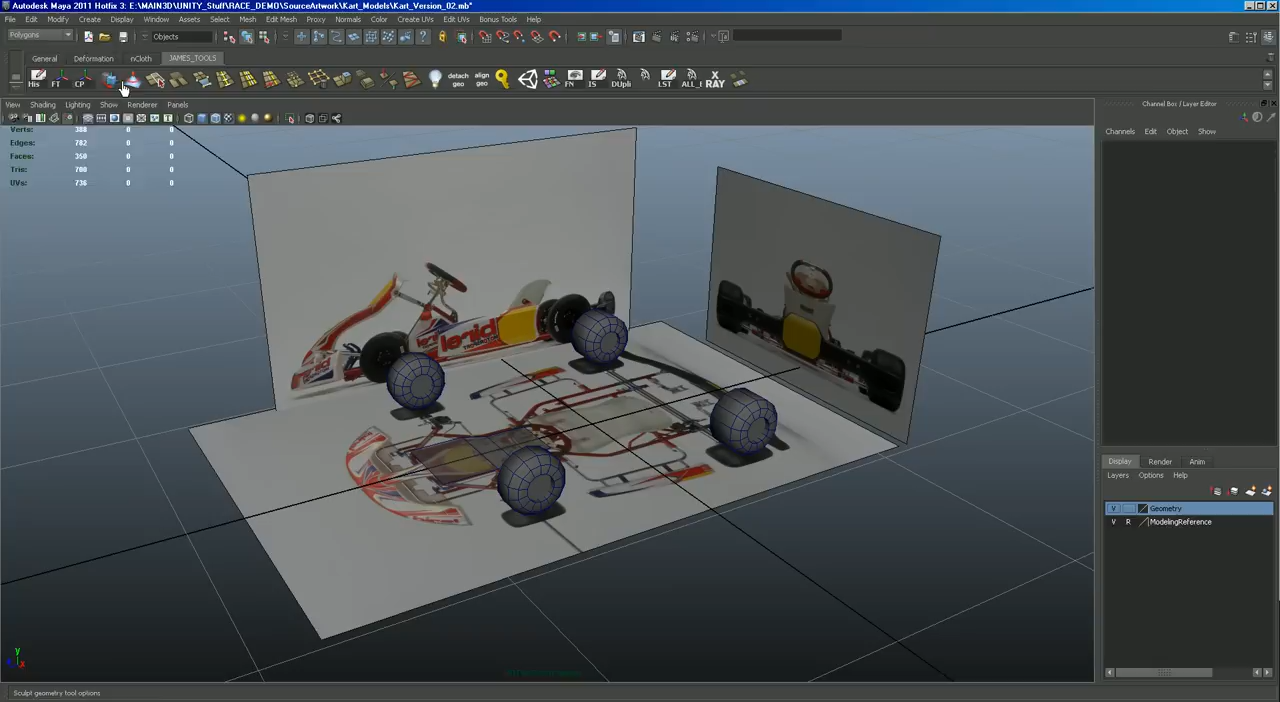 Autodesk Maya 2011 Hotfix 3: E:\MAIN3D\UNITY_Stuff\RACE_DEMO\SourceArtwork\Kart_Models\Kart_Version_02.mb*
File Edit Modify Create Display Window Assets Select Mesh Edit Mesh Proxy Normals Color Create UVs Edit UVs Bonus Tools Help
Polygons Objects
General Deformation nCloth JAMES_TOOLS
His FT CP detach geo align geo FN IS DUpli LST ALL_I X RAY
View Shading Lighting Show Renderer Panels
Channel Box / Layer Editor
Channels Edit Object Show
Verts: 388 0 0
Edges: 782 0 0
Faces: 350 0 0
Tris: 700 0 0
UVs: 736 0 0
Display Render Anim
Layers Options Help
V Geometry
V R ModelingReference
y
x
Sculpt geometry tool options